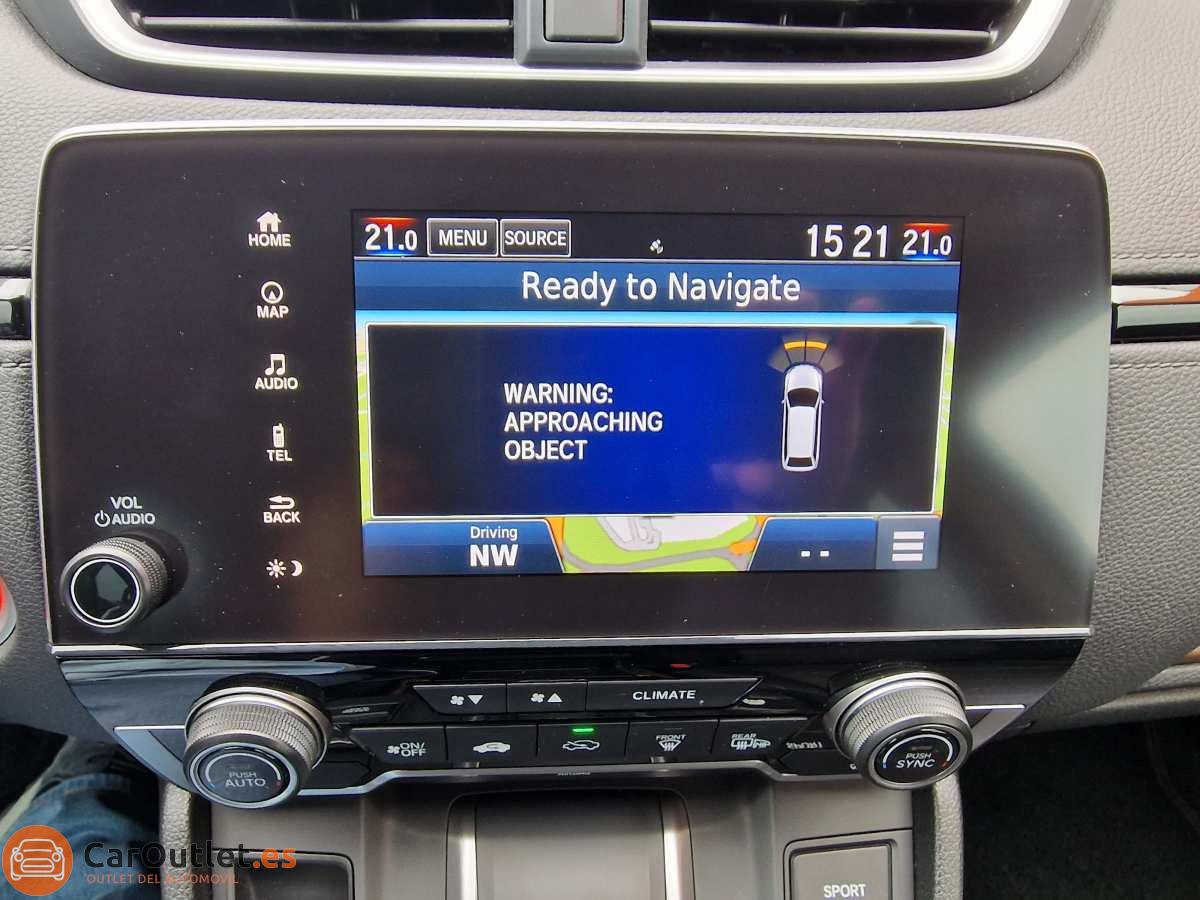 HOME
MAP
AUDIO
TEL
BACK
VOL
AUDIO
21.0 MENU SOURCE 15 21 21.0
Ready to Navigate
WARNING:
APPROACHING
OBJECT
Driving
NW
--
CLIMATE
ON/
OFF
FRONT
REAR
PUSH
AUTO
PUSH
SYNC
SPORT
CarOutlet.es
OUTLET DEL AUTOMOVIL